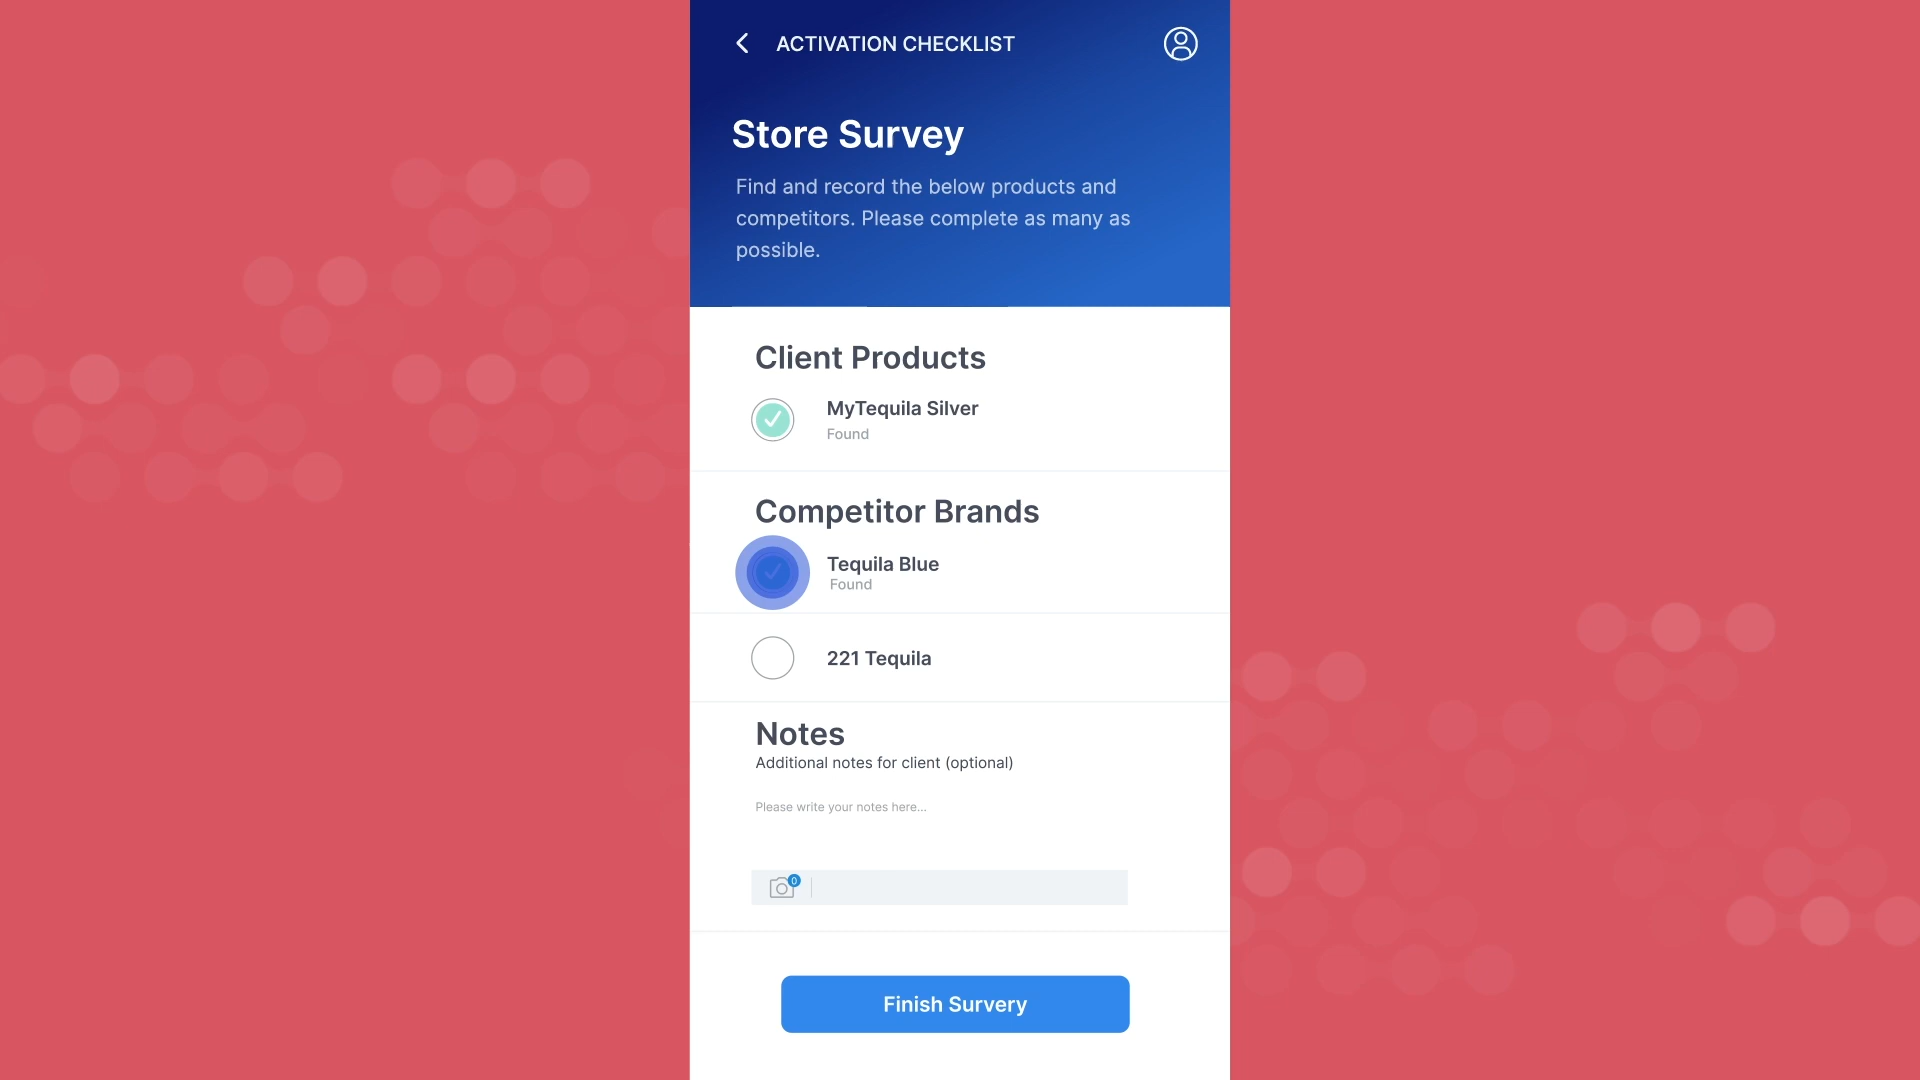 ACTIVATION CHECKLIST
Store Survey
Find and record the below products and
competitors. Please complete as many as
possible.
Client Products
MyTequila Silver
Found
Competitor Brands
Tequila Blue
Found
221 Tequila
Notes
Additional notes for client (optional)
Please write your notes here...
0
Finish Survery